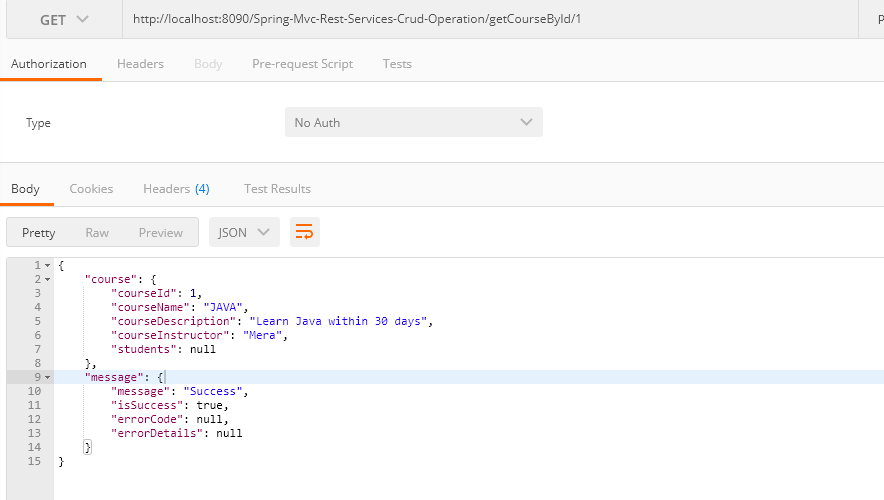 GET http://localhost:8090/Spring-Mvc-Rest-Services-Crud-Operation/getCourseById/1 P
Authorization Headers Body Pre-request Script Tests
Type No Auth
Body Cookies Headers (4) Test Results
Pretty Raw Preview JSON
1 {
2 "course": {
3 "courseId": 1,
4 "courseName": "JAVA",
5 "courseDescription": "Learn Java within 30 days",
6 "courseInstructor": "Mera",
7 "students": null
8 },
9 "message": {
10 "message": "Success",
11 "isSuccess": true,
12 "errorCode": null,
13 "errorDetails": null
14 }
15 }